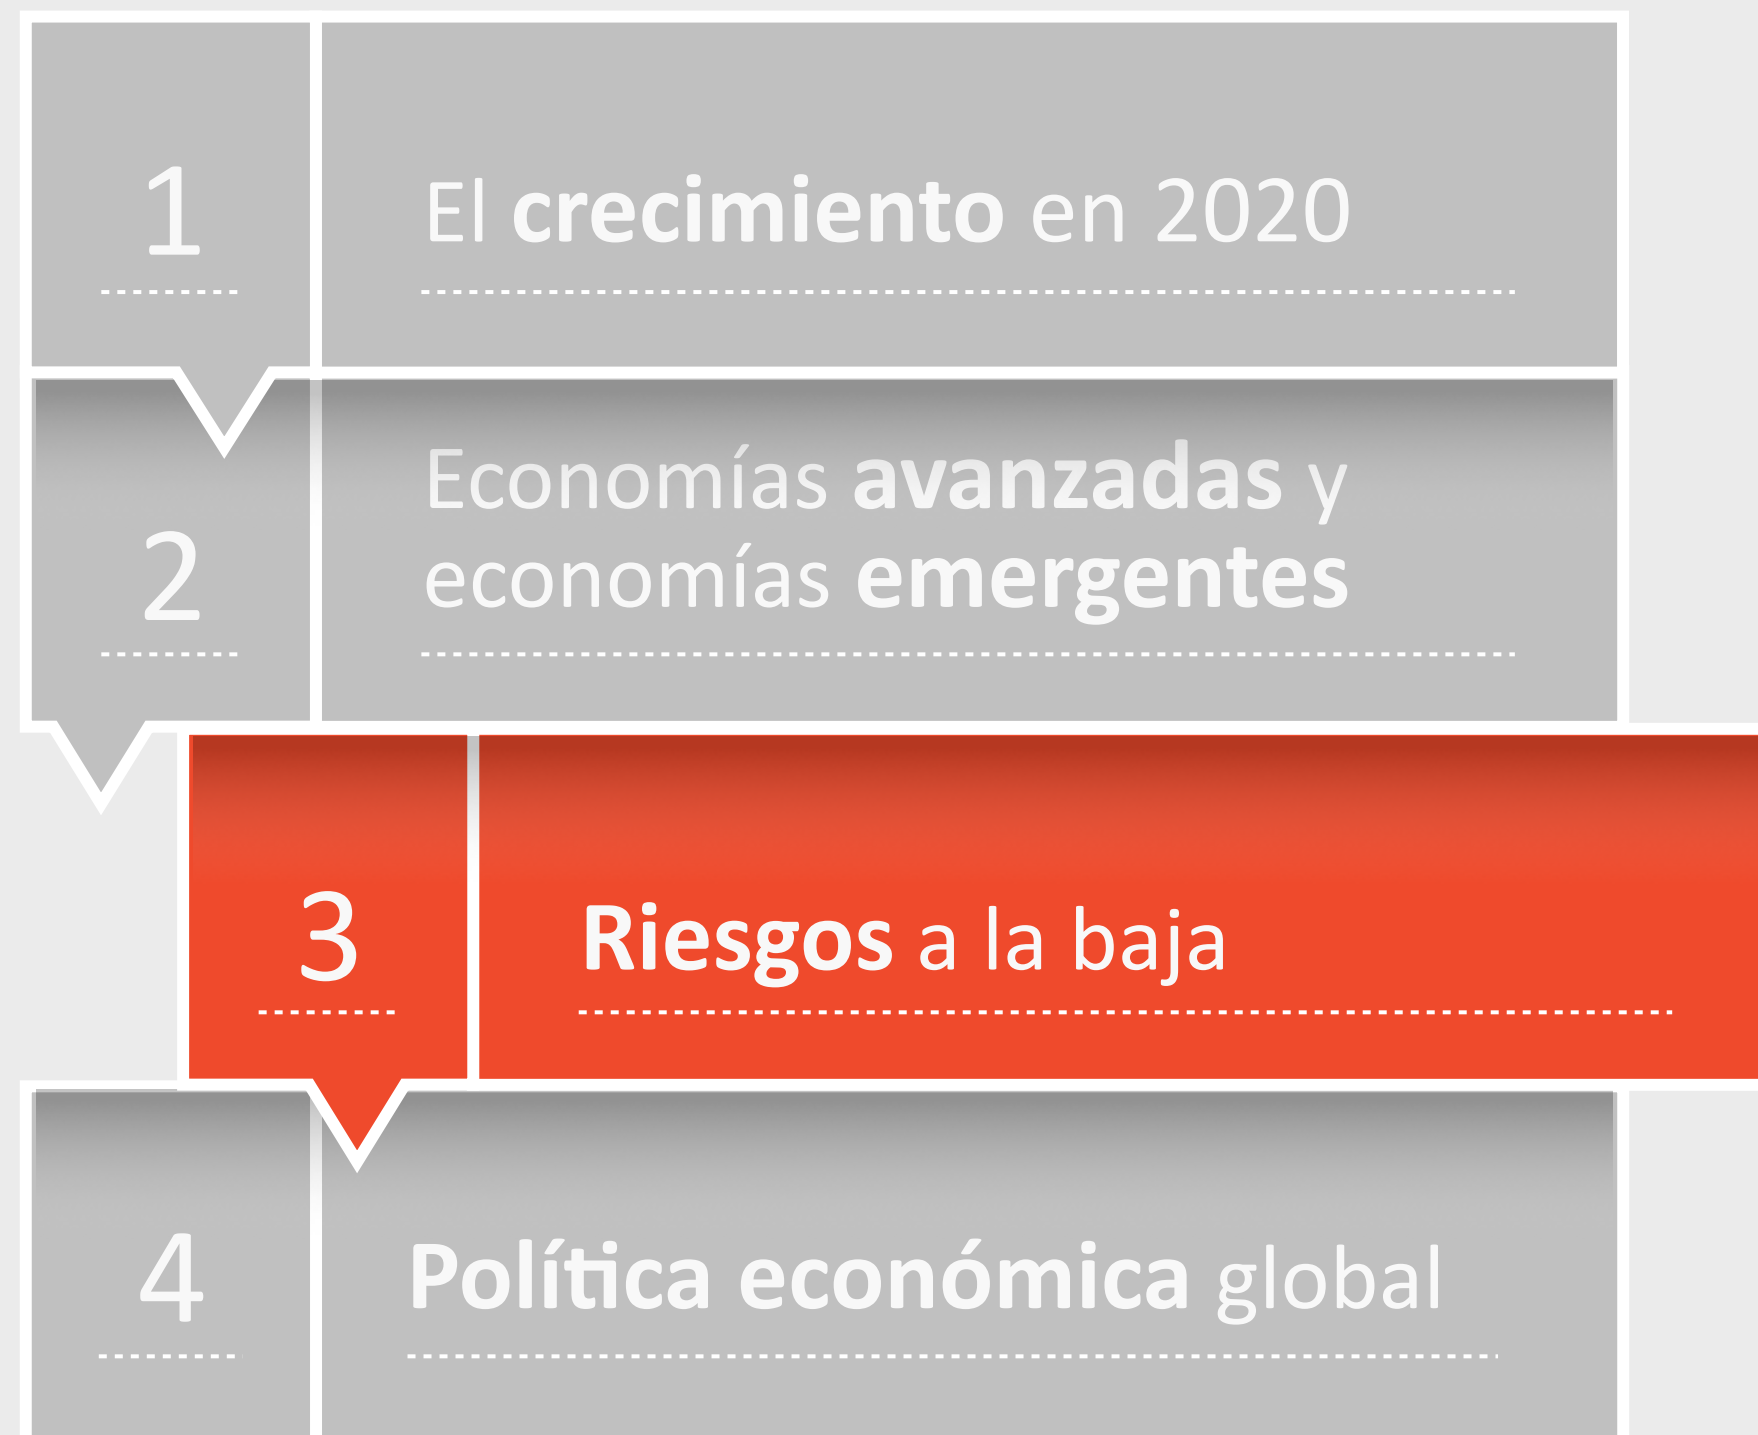 1
El crecimiento en 2020
2
Economías avanzadas y
economías emergentes
3
Riesgos a la baja
4
Política económica global